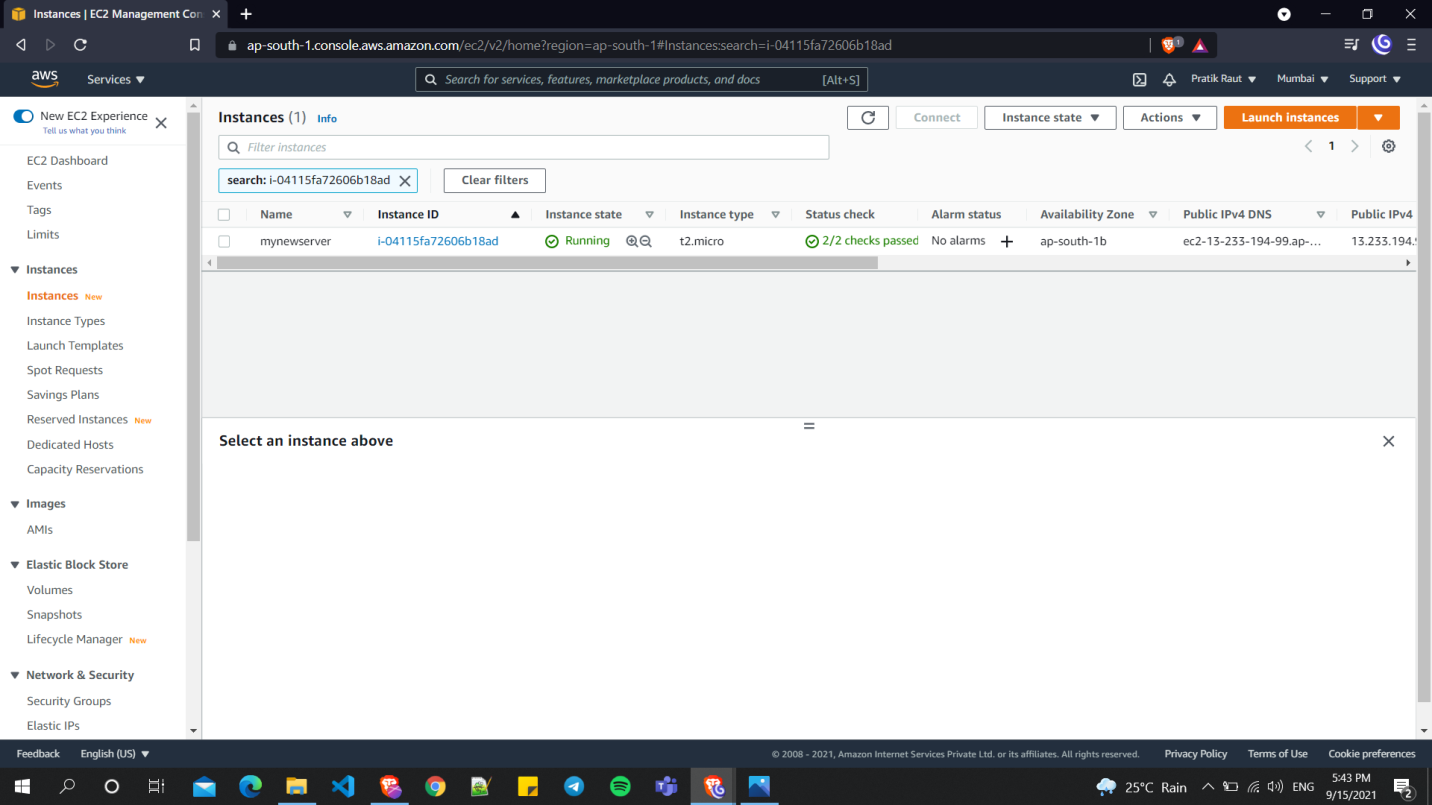 Instances | EC2 Management Con
ap-south-1.console.aws.amazon.com/ec2/v2/home?region=ap-south-1#Instances:search=i-04115fa72606b18ad
1
aws Services Search for services, features, marketplace products, and docs [Alt+S] Pratik Raut Mumbai Support
New EC2 Experience
Tell us what you think
EC2 Dashboard
Events
Tags
Limits
Instances
Instances New
Instance Types
Launch Templates
Spot Requests
Savings Plans
Reserved Instances New
Dedicated Hosts
Capacity Reservations
Images
AMIs
Elastic Block Store
Volumes
Snapshots
Lifecycle Manager New
Network & Security
Security Groups
Elastic IPs
Instances (1) Info
Connect Instance state Actions Launch instances
Filter instances
1
search: i-04115fa72606b18ad Clear filters
Name Instance ID Instance state Instance type Status check Alarm status Availability Zone Public IPv4 DNS Public IPv4
mynewserver i-04115fa72606b18ad Running t2.micro 2/2 checks passed No alarms ap-south-1b ec2-13-233-194-99.ap-... 13.233.194.
Select an instance above
Feedback English (US) © 2008 - 2021, Amazon Internet Services Private Ltd. or its affiliates. All rights reserved. Privacy Policy Terms of Use Cookie preferences
25°C Rain ENG
5:43 PM
9/15/2021
2